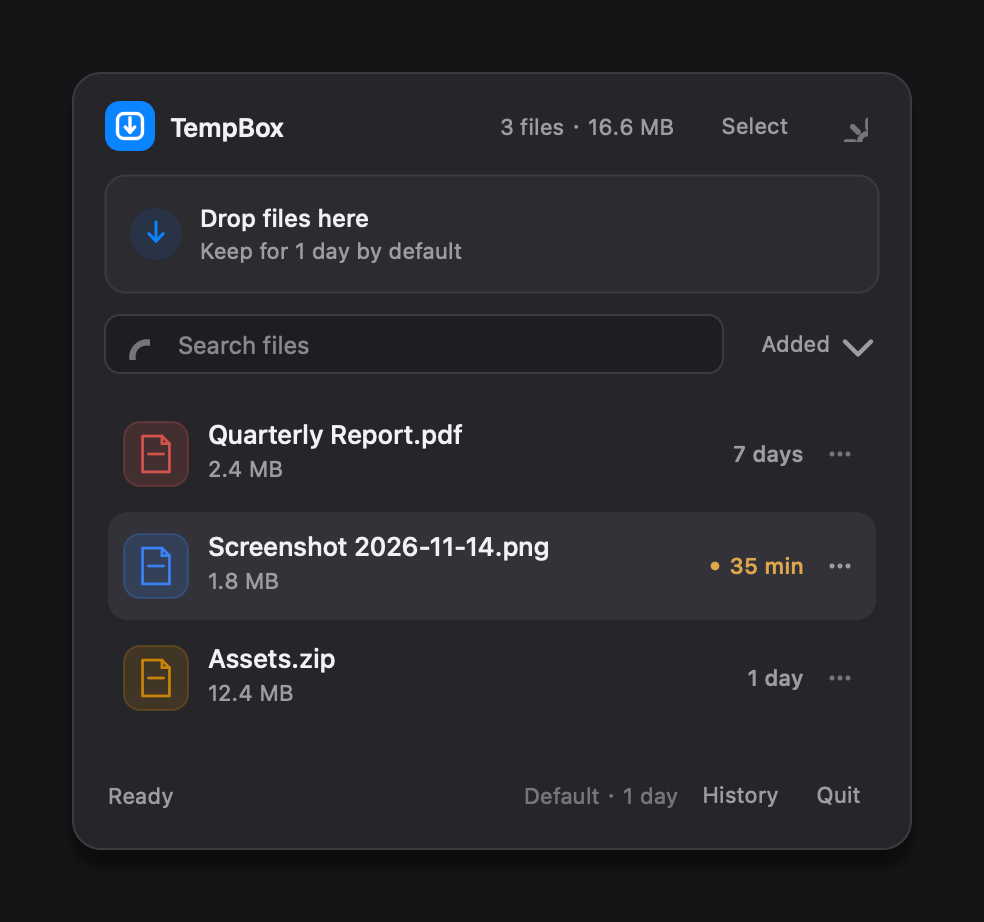 TempBox
3 files · 16.6 MB
Select
Drop files here
Keep for 1 day by default
Search files
Added
Quarterly Report.pdf
2.4 MB
7 days
Screenshot 2026-11-14.png
1.8 MB
35 min
Assets.zip
12.4 MB
1 day
Ready
Default · 1 day
History
Quit